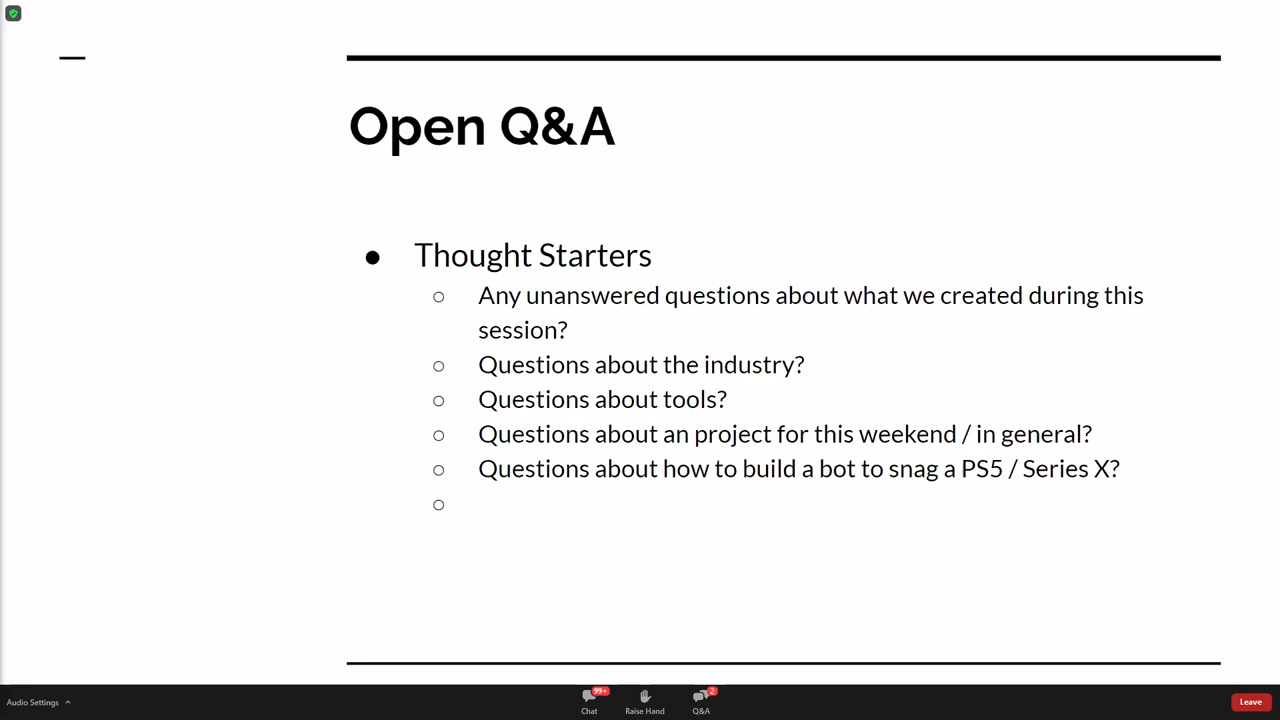 Open Q&A
● Thought Starters
○ Any unanswered questions about what we created during this
session?
○ Questions about the industry?
○ Questions about tools?
○ Questions about an project for this weekend / in general?
○ Questions about how to build a bot to snag a PS5 / Series X?
○
99+
2
Audio Settings
Chat
Raise Hand
Q&A
Leave